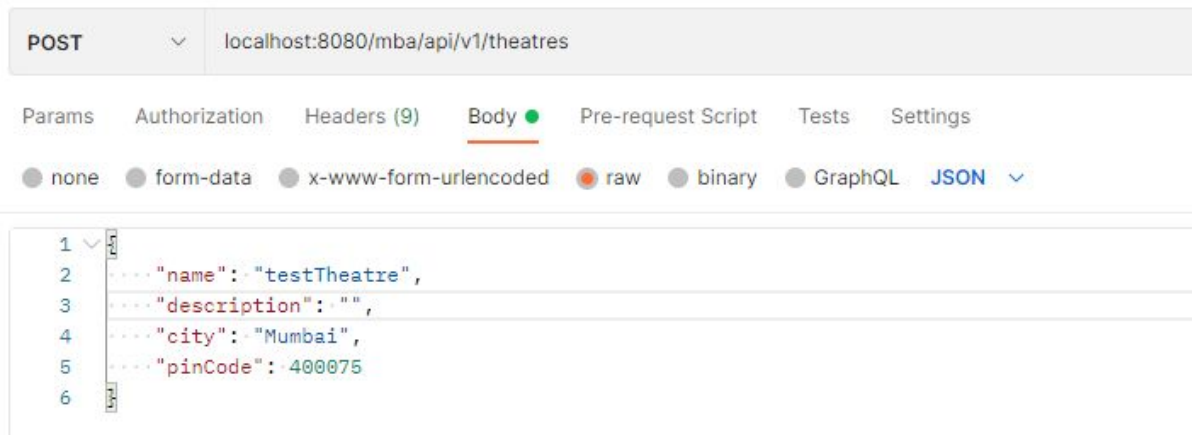 POST localhost:8080/mba/api/v1/theatres
Params Authorization Headers (9) Body Pre-request Script Tests Settings
none form-data x-www-form-urlencoded raw binary GraphQL JSON
1 {
2 "name": "testTheatre",
3 "description": "",
4 "city": "Mumbai",
5 "pinCode": 400075
6 }